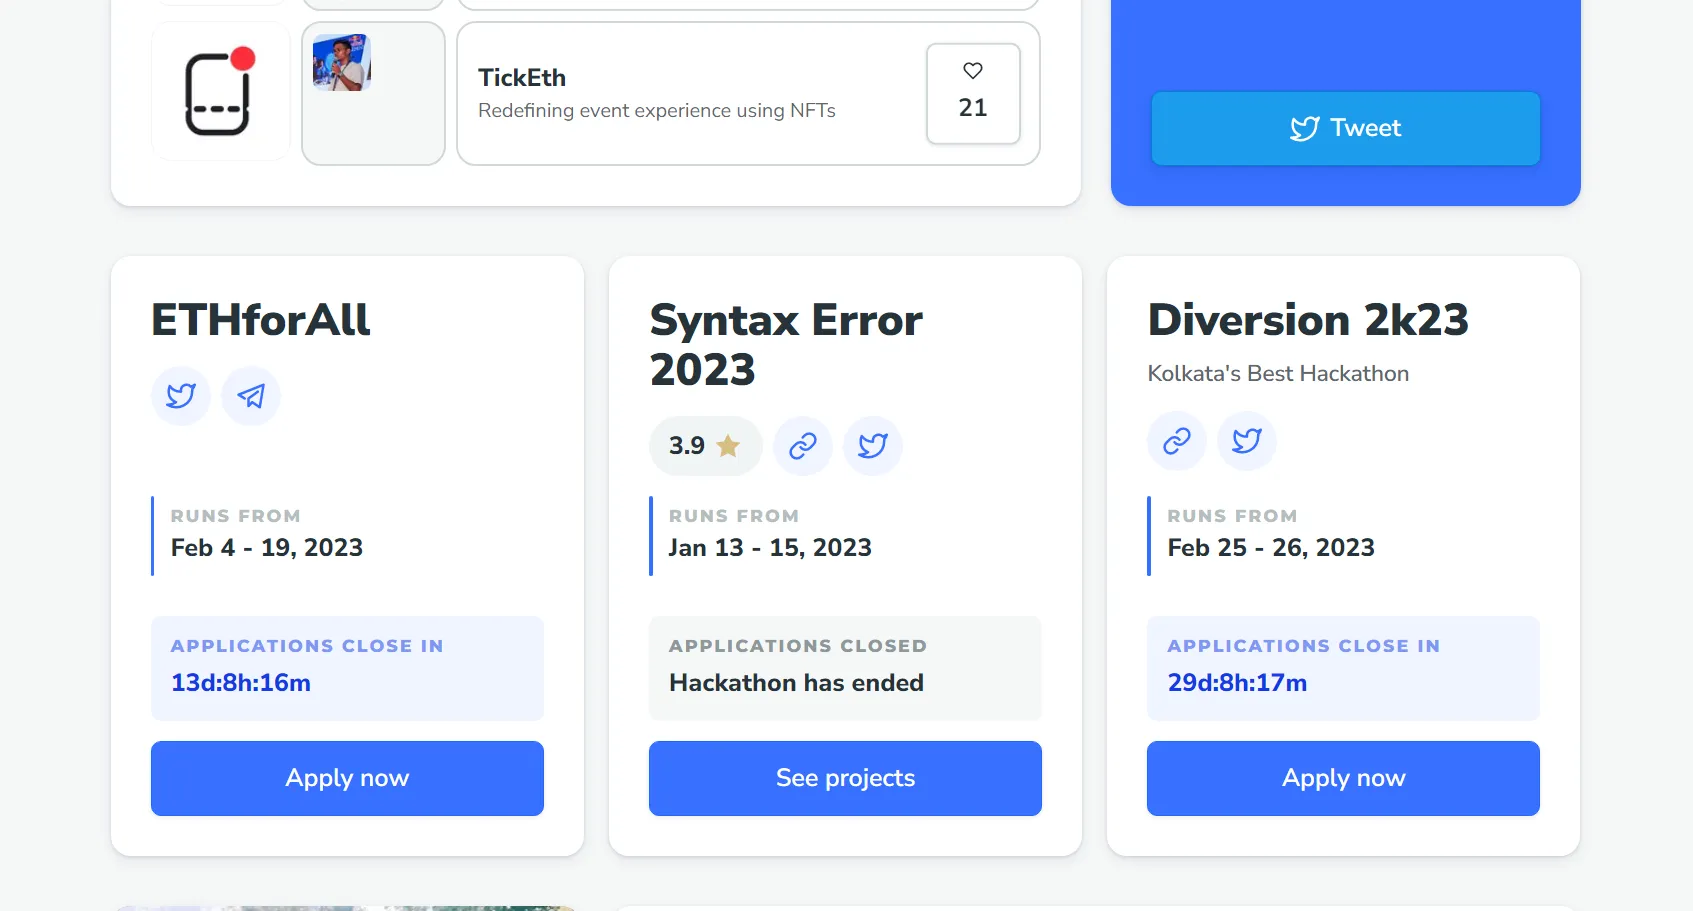 TickEth
Redefining event experience using NFTs
21
Tweet
ETHforAll
RUNS FROM
Feb 4 - 19, 2023
APPLICATIONS CLOSE IN
13d:8h:16m
Apply now
Syntax Error
2023
3.9
RUNS FROM
Jan 13 - 15, 2023
APPLICATIONS CLOSED
Hackathon has ended
See projects
Diversion 2k23
Kolkata's Best Hackathon
RUNS FROM
Feb 25 - 26, 2023
APPLICATIONS CLOSE IN
29d:8h:17m
Apply now